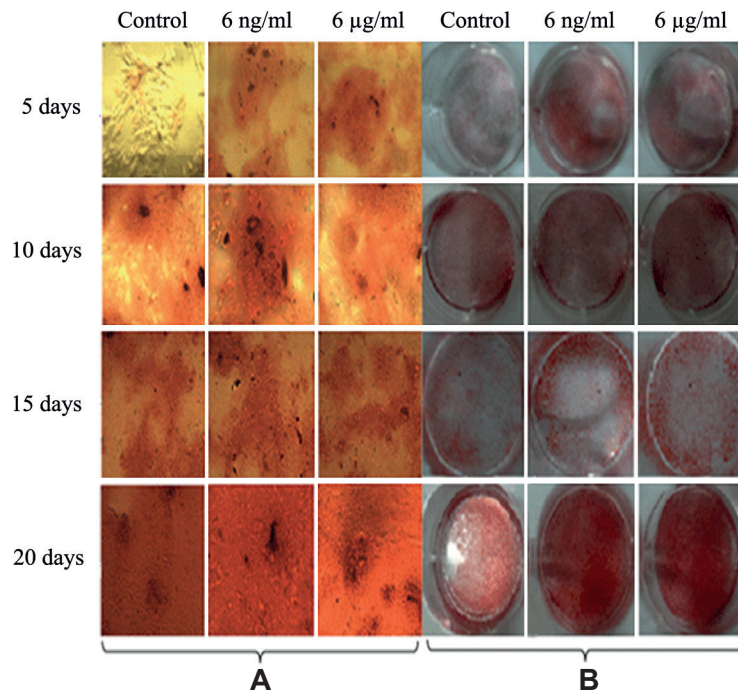 Control 6 ng/ml 6 µg/ml Control 6 ng/ml 6 µg/ml
5 days
10 days
15 days
20 days
A B